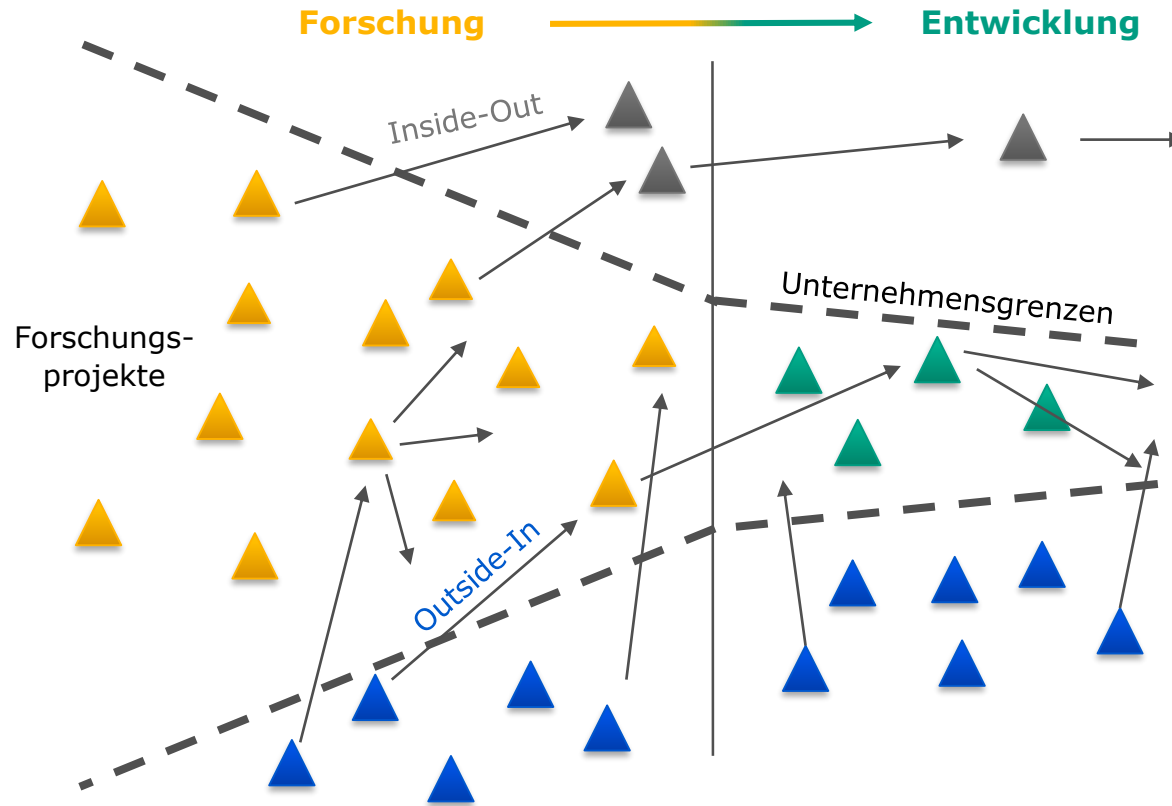 Forschung
Entwicklung
Inside-Out
Unternehmensgrenzen
Forschungs-
projekte
Outside-In